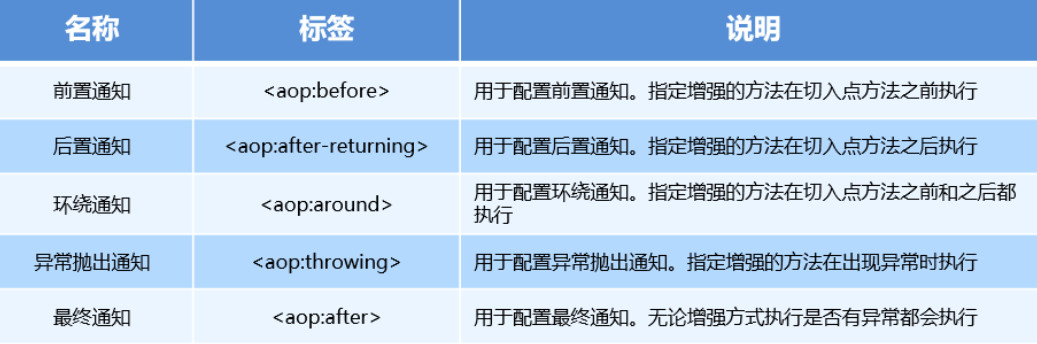 名称 标签 说明
前置通知 <aop:before> 用于配置前置通知。指定增强的方法在切入点方法之前执行
后置通知 <aop:after-returning> 用于配置后置通知。指定增强的方法在切入点方法之后执行
环绕通知 <aop:around> 用于配置环绕通知。指定增强的方法在切入点方法之前和之后都
执行
异常抛出通知 <aop:throwing> 用于配置异常抛出通知。指定增强的方法在出现异常时执行
最终通知 <aop:after> 用于配置最终通知。无论增强方式执行是否有异常都会执行